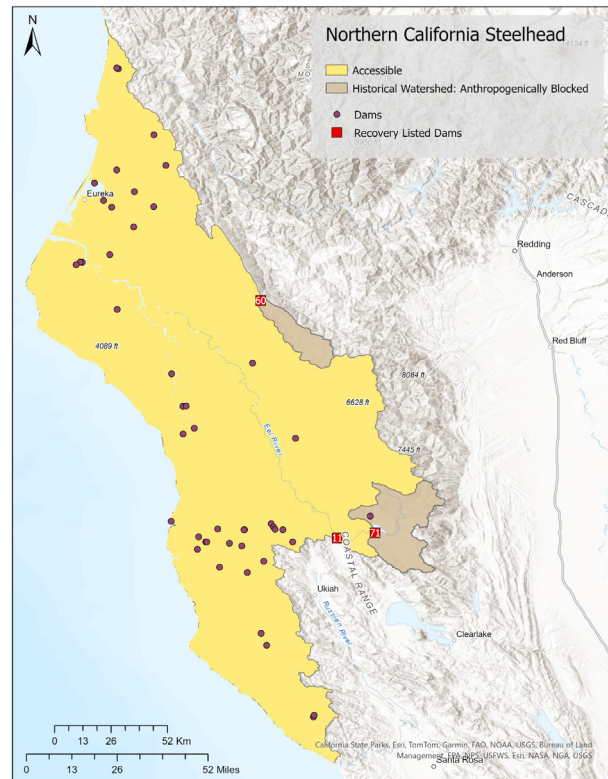 N
Northern California Steelhead
Accessible
Historical Watershed: Anthropogenically Blocked
Dams
Recovery Listed Dams
14134 ft
Eureka
CASCADE
Redding
Anderson
60
Red Bluff
4089 ft
8084 ft
6628 ft
Eel River
7445 ft
11
71
COASTAL RANGE
Ukiah
Russian River
Clearlake
0 13 26 52 Km
0 13 26 52 Miles
California State Parks, Esri, TomTom, Garmin, FAO, NOAA, USGS, Bureau of Land
Management, EPA, NPS, USFWS, Esri, NASA, NGA, USGS
Santa Rosa